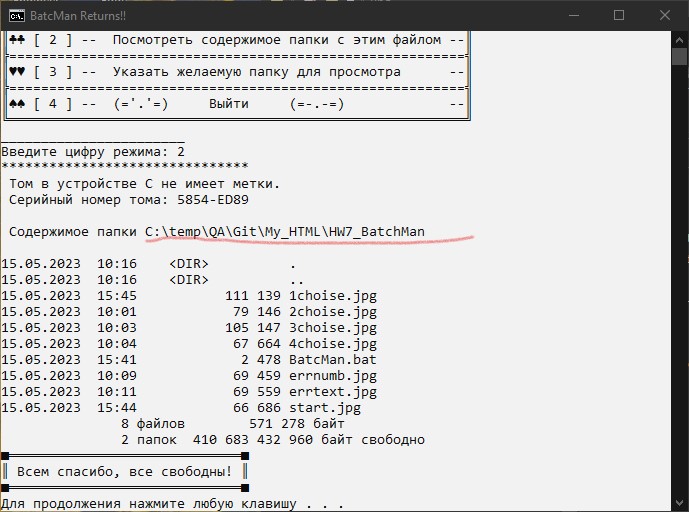 BatcMan Returns!!
♣♣ [ 2 ] --  Посмотреть содержимое папки с этим файлом --
♥♥ [ 3 ] --  Указать желаемую папку для просмотра      --
♠♠ [ 4 ] --  (='.'=)     Выйти     (=-.-=)             --
Введите цифру режима: 2
*******************************
Том в устройстве C не имеет метки.
Серийный номер тома: 5854-ED89
Содержимое папки C:\temp\QA\Git\My_HTML\HW7_BatchMan
15.05.2023  10:16    <DIR>          .
15.05.2023  10:16    <DIR>          ..
15.05.2023  15:45           111 139 1choise.jpg
15.05.2023  10:01            79 146 2choise.jpg
15.05.2023  10:03           105 147 3choise.jpg
15.05.2023  10:04            67 664 4choise.jpg
15.05.2023  15:41             2 478 BatcMan.bat
15.05.2023  10:09            69 459 errnumb.jpg
15.05.2023  10:11            69 559 errtext.jpg
15.05.2023  15:44            66 686 start.jpg
8 файлов        571 278 байт
2 папок  410 683 432 960 байт свободно
Всем спасибо, все свободны!
Для продолжения нажмите любую клавишу . . .